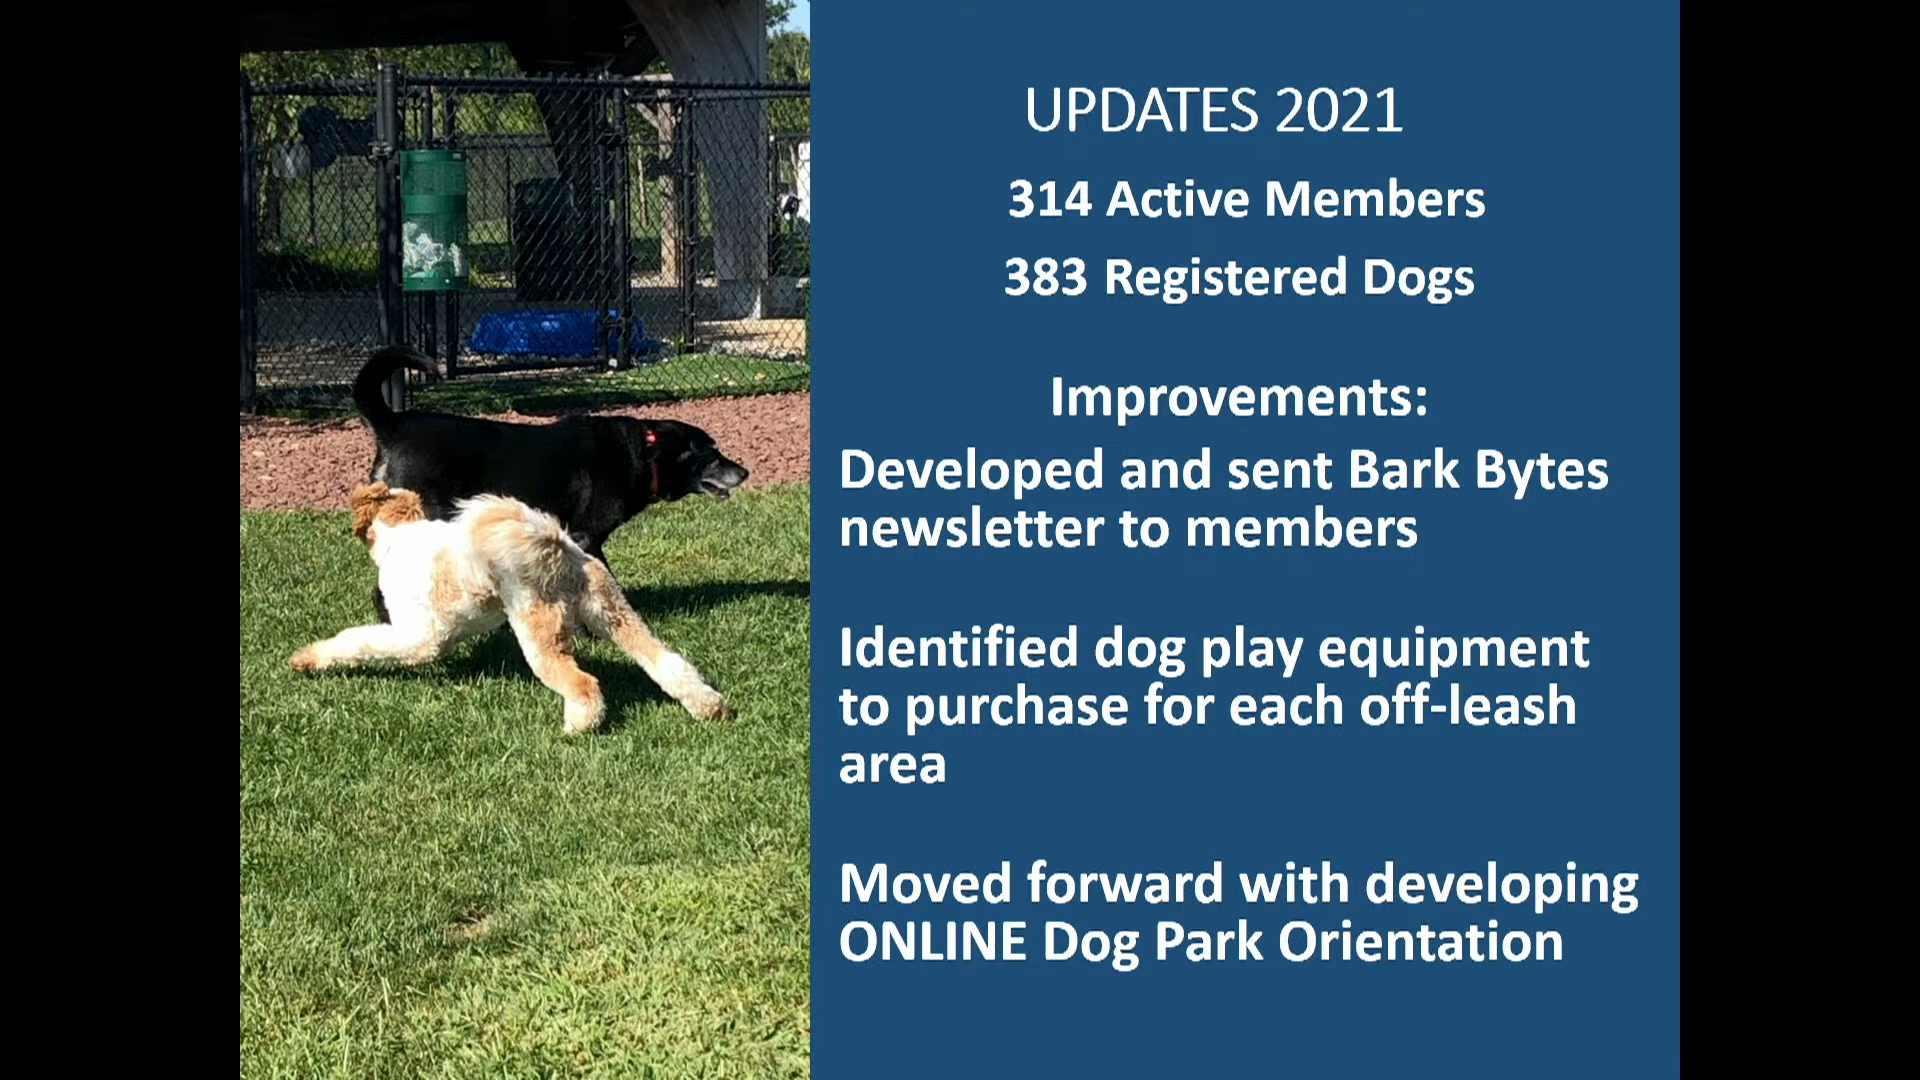 UPDATES 2021
314 Active Members
383 Registered Dogs
Improvements:
Developed and sent Bark Bytes
newsletter to members
Identified dog play equipment
to purchase for each off-leash
area
Moved forward with developing
ONLINE Dog Park Orientation